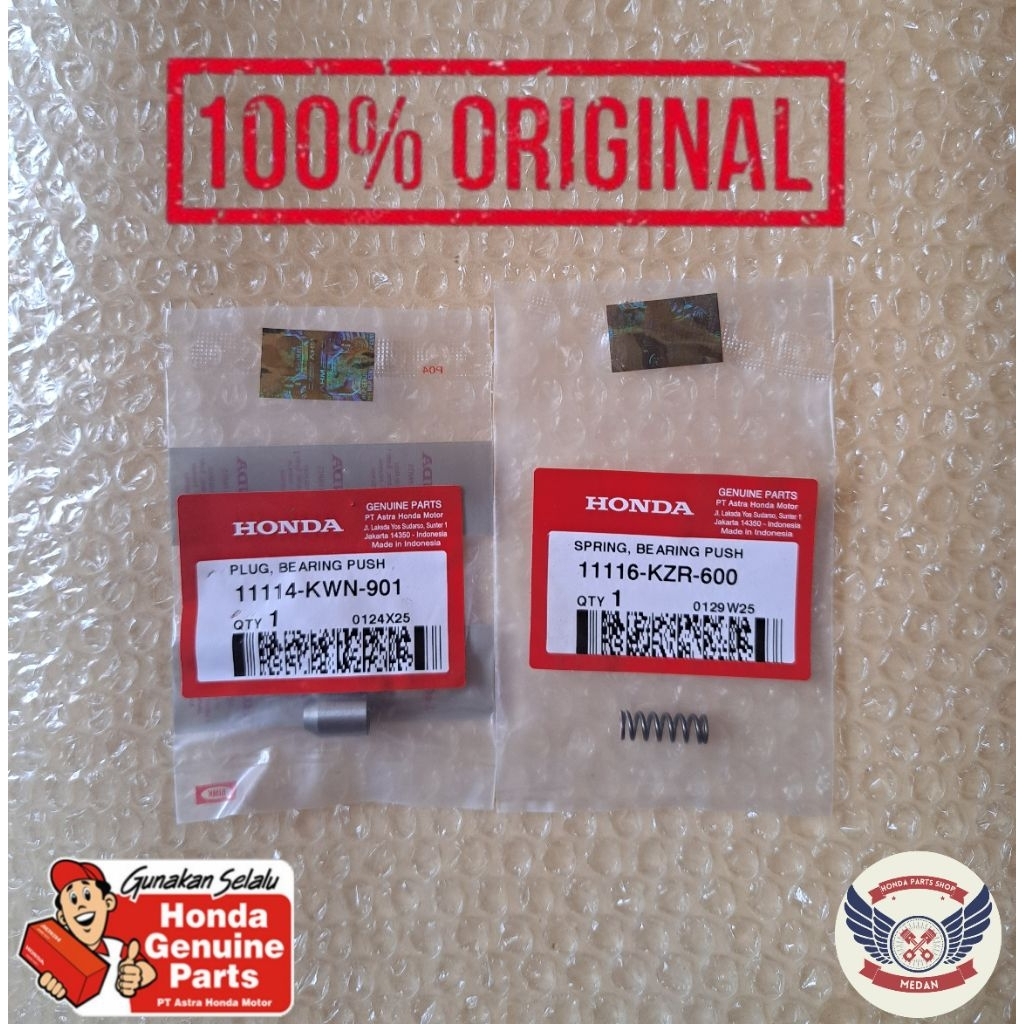 100% ORIGINAL
P04
HONDA
GENUINE PARTS
PT Astra Honda Motor
Jl. Laksda Yos Sudarso, Sunter 1
Jakarta 14350 - Indonesia
Made in Indonesia
PLUG, BEARING PUSH
11114-KWN-901
QTY 1
0124X25
HONDA
GENUINE PARTS
PT Astra Honda Motor
Jl. Laksda Yos Sudarso, Sunter 1
Jakarta 14350 - Indonesia
Made in Indonesia
SPRING, BEARING PUSH
11116-KZR-600
QTY 1
0129W25
Gunakan Selalu
Honda
Genuine
Parts
PT Astra Honda Motor
HONDA
HONDA PARTS SHOP
MEDAN